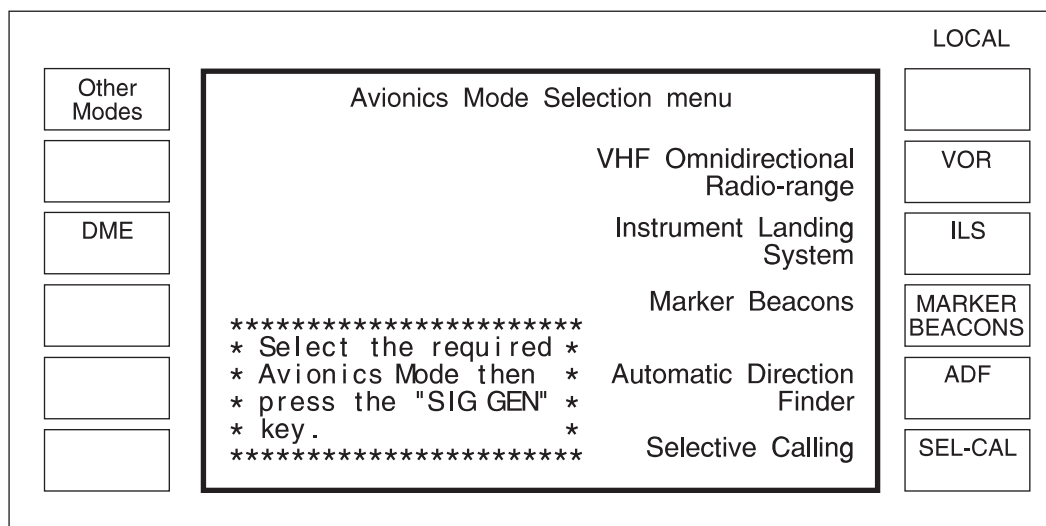 LOCAL
Other
Modes
Avionics Mode Selection menu
VHF Omnidirectional
Radio-range
VOR
DME
Instrument Landing
System
ILS
Marker Beacons
MARKER
BEACONS
***********************
* Select the required *
* Avionics Mode then *
* press the "SIG GEN" *
* key. *
***********************
Automatic Direction
Finder
ADF
Selective Calling
SEL-CAL